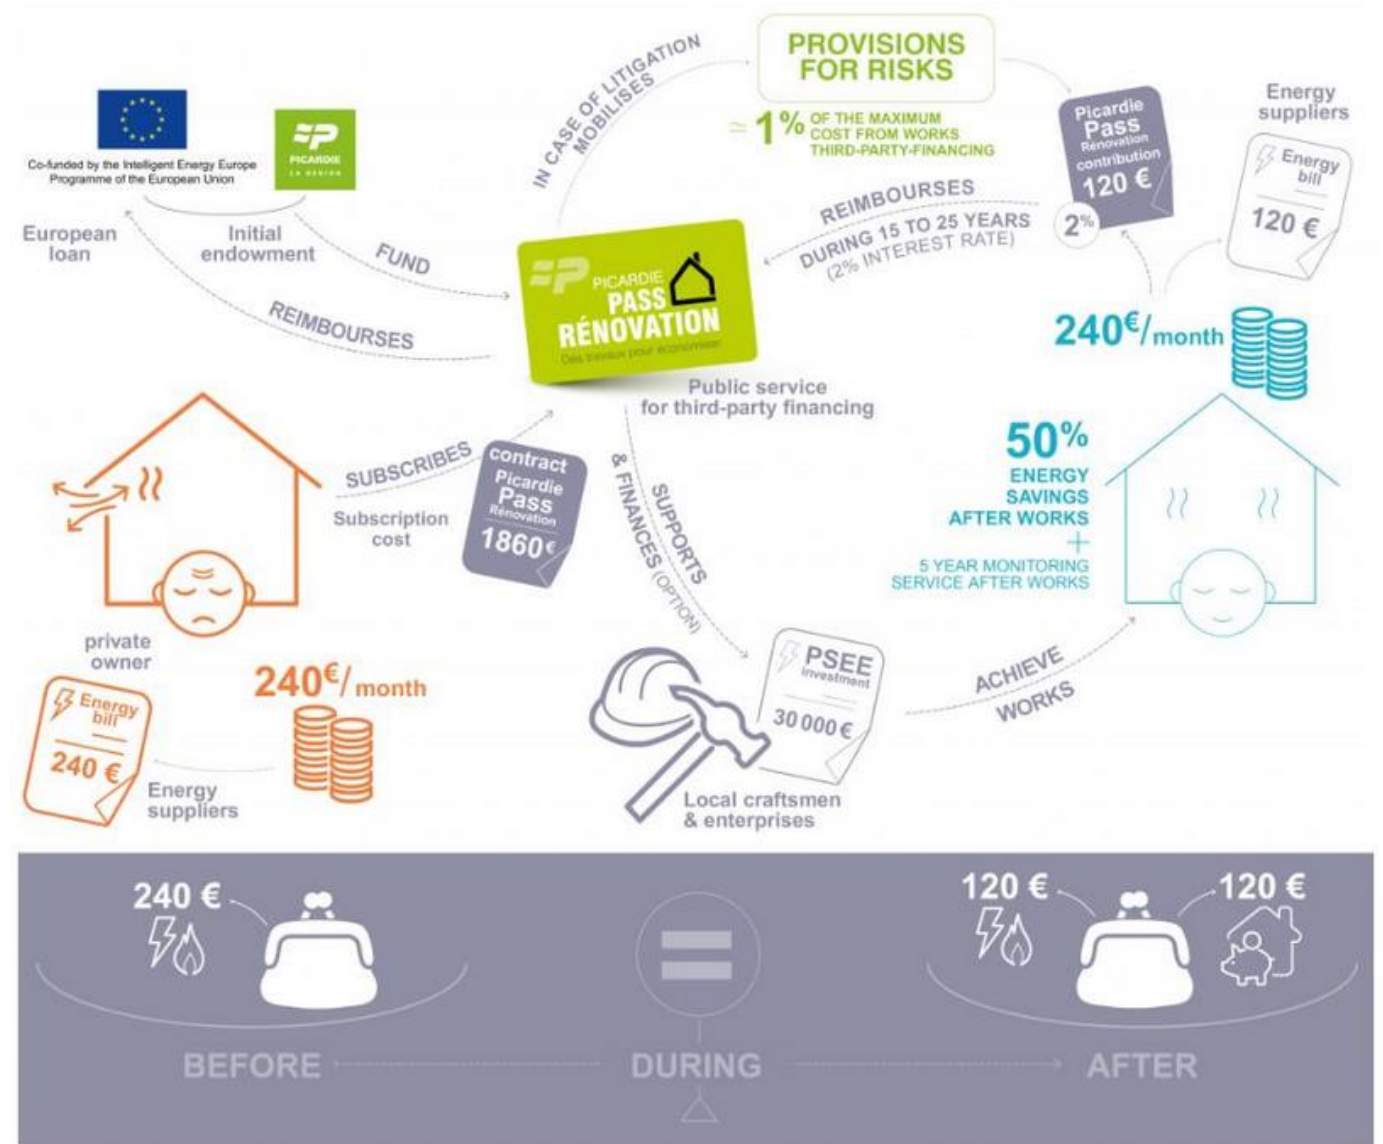 PROVISIONS
FOR RISKS
≃ 1% OF THE MAXIMUM
COST FROM WORKS
THIRD-PARTY-FINANCING
IN CASE OF LITIGATION
MOBILISES
Picardie
Pass
Rénovation
contribution
120 €
2%
Energy
suppliers
Energy
bill
120 €
PICARDIE
LA REGION
Co-funded by the Intelligent Energy Europe
Programme of the European Union
European
loan
Initial
endowment
FUND
REIMBOURSES
REIMBOURSES
DURING 15 TO 25 YEARS
(2% INTEREST RATE)
PICARDIE
PASS
RÉNOVATION
Des travaux pour économiser
Public service
for third-party financing
240€/month
50%
ENERGY
SAVINGS
AFTER WORKS
+
5 YEAR MONITORING
SERVICE AFTER WORKS
SUBSCRIBES
Subscription
cost
contract
Picardie
Pass
Rénovation
1860€
SUPPORTS
& FINANCES (OPTION)
private
owner
240€/month
Energy
bill
240 €
Energy
suppliers
PSEE
investment
30 000 €
Local craftsmen
& enterprises
ACHIEVE
WORKS
240 €
120 €
120 €
BEFORE
DURING
AFTER